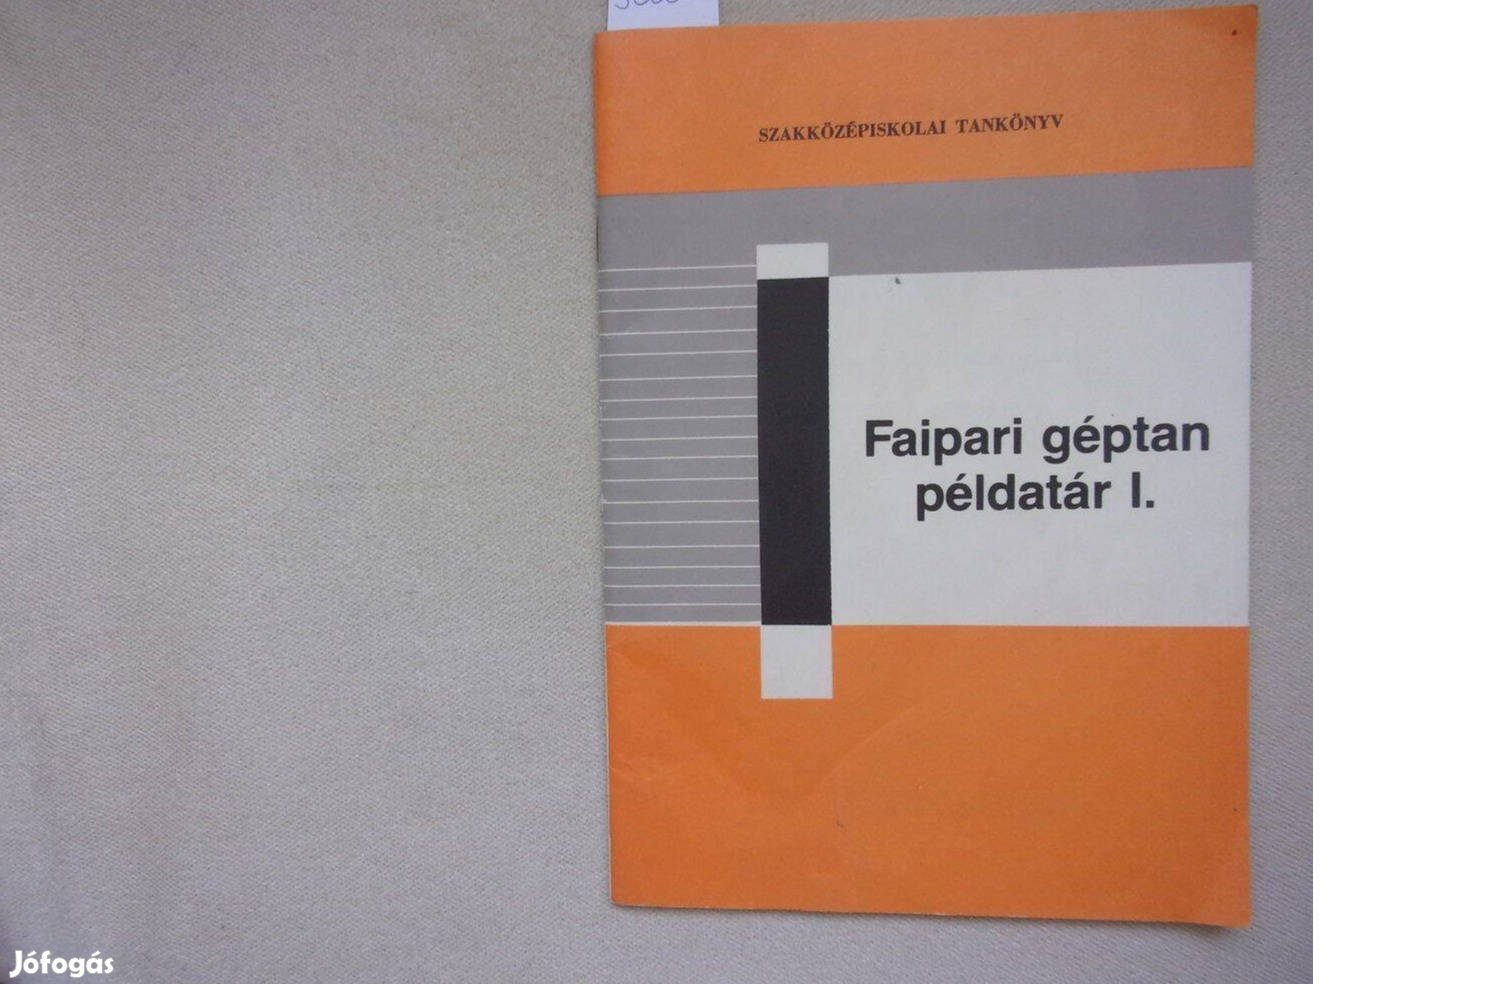 SZAKKÖZÉPISKOLAI TANKÖNYV
Faipari géptan
példatár I.
Jófogás